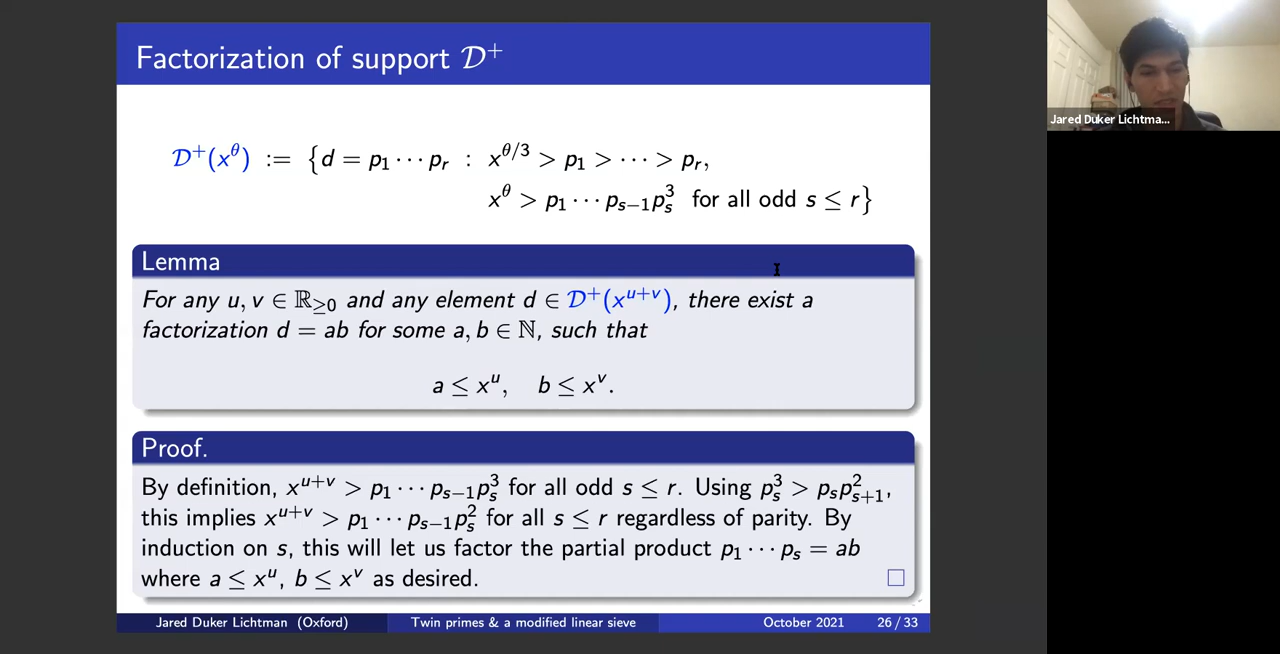 Factorization of support 𝒟⁺
𝒟⁺(x^θ) := {d = p₁ ⋯ pᵣ : x^{θ/3} > p₁ > ⋯ > pᵣ,
x^θ > p₁ ⋯ p_{s−1}p_s³ for all odd s ≤ r}
Lemma
For any u, v ∈ ℝ_{≥0} and any element d ∈ 𝒟⁺(x^{u+v}), there exist a
factorization d = ab for some a, b ∈ ℕ, such that
a ≤ x^u, b ≤ x^v.
Proof.
By definition, x^{u+v} > p₁ ⋯ p_{s−1}p_s³ for all odd s ≤ r. Using p_s³ > p_s p_{s+1}²,
this implies x^{u+v} > p₁ ⋯ p_{s−1}p_s² for all s ≤ r regardless of parity. By
induction on s, this will let us factor the partial product p₁ ⋯ p_s = ab
where a ≤ x^u, b ≤ x^v as desired. □
Jared Duker Lichtman (Oxford) Twin primes & a modified linear sieve October 2021 26 / 33
Jared Duker Lichtma...